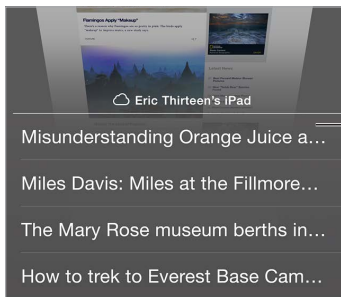 Flamingos Apply "Makeup"
Eric Thirteen's iPad
Misunderstanding Orange Juice a...
Miles Davis: Miles at the Fillmore...
The Mary Rose museum berths in...
How to trek to Everest Base Cam...